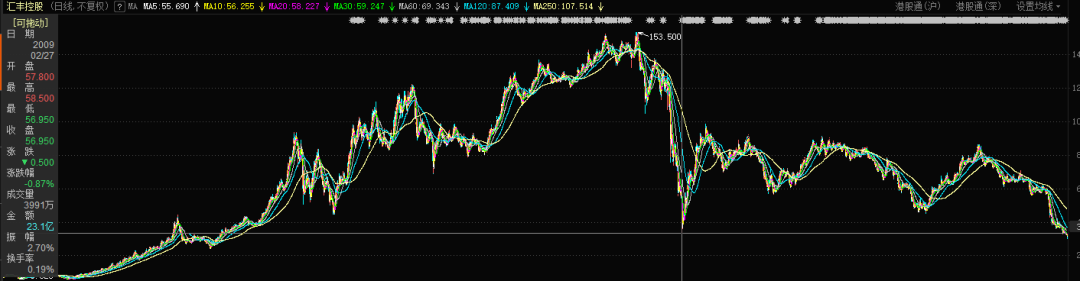 汇丰控股 (日线,不复权) ? MA MA5:55.690 ↑ MA10:56.255 ↓ MA20:58.227 ↓ MA30:59.247 ↓ MA60:69.343 ↓ MA120:87.409 ↓ MA250:107.514 ↓ 港股通(沪) 港股通(深) 设置均线
[可拖动]
日 期
2009
02/27
开 盘
57.800
最 高
58.500
最 低
56.950
收 盘
56.950
涨 跌
▼0.500
涨跌幅
-0.87%
成交量
3991万
金 额
23.1亿
振 幅
2.70%
换手率
0.19%
153.500